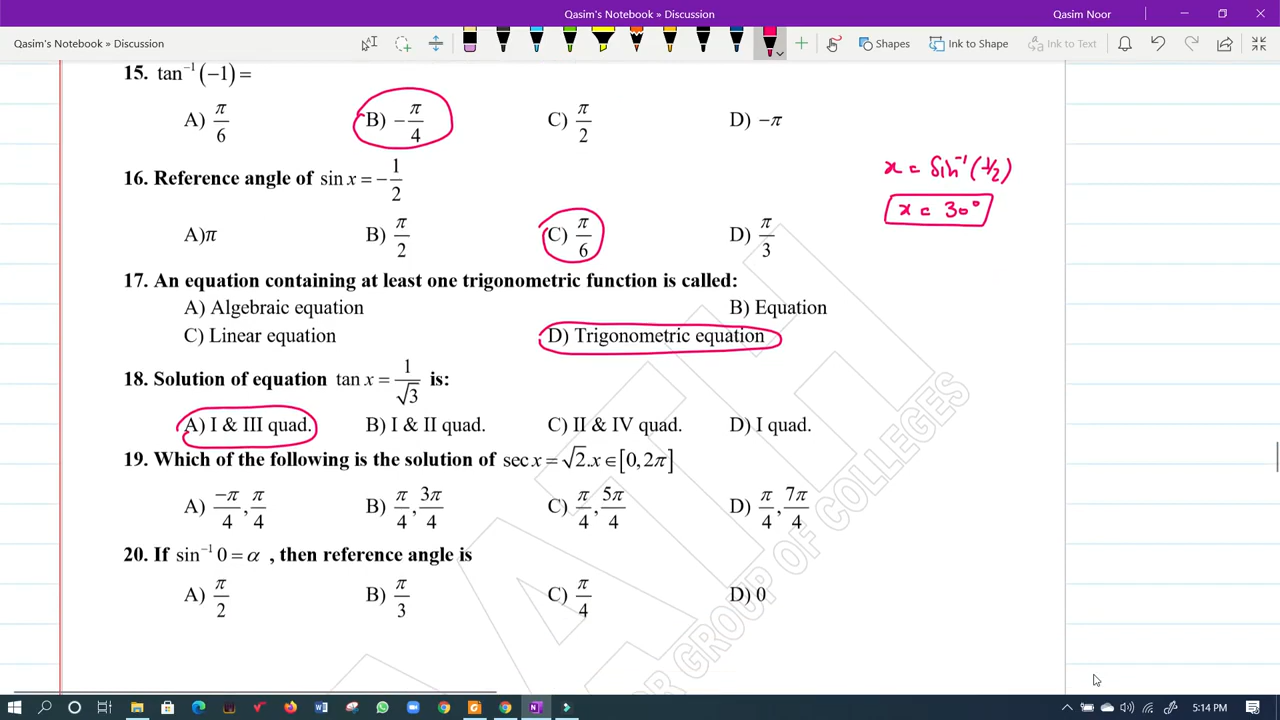 Qasim's Notebook » Discussion
Qasim Noor
Qasim's Notebook » Discussion
Shapes
Ink to Shape
Ink to Text
15. tan⁻¹(−1)=
A) π/6 B) −π/4 C) π/2 D) −π
x = Sin⁻¹(1/2)
x = 30°
16. Reference angle of sin x = −1/2
A)π B) π/2 C) π/6 D) π/3
17. An equation containing at least one trigonometric function is called:
A) Algebraic equation B) Equation
C) Linear equation D) Trigonometric equation
18. Solution of equation tan x = 1/√3 is:
A) I & III quad. B) I & II quad. C) II & IV quad. D) I quad.
19. Which of the following is the solution of sec x = √2.x∈[0,2π]
A) −π/4, π/4 B) π/4, 3π/4 C) π/4, 5π/4 D) π/4, 7π/4
20. If sin⁻¹0 = α , then reference angle is
A) π/2 B) π/3 C) π/4 D) 0
OR GROUP OF COLLEGES
5:14 PM